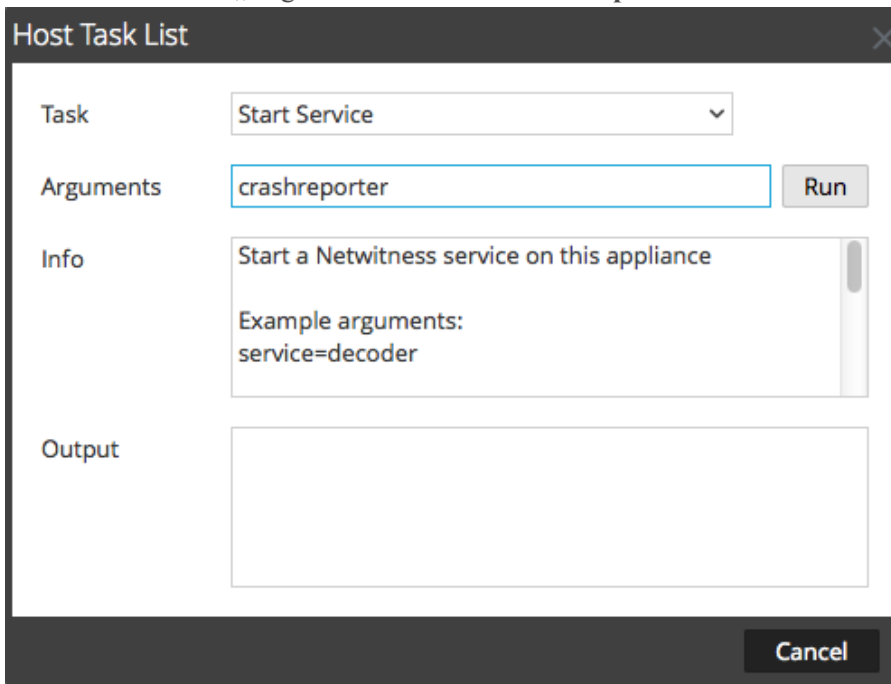 Host Task List
Task
Start Service
Arguments
crashreporter
Run
Info
Start a Netwitness service on this appliance
Example arguments:
service=decoder
Output
Cancel